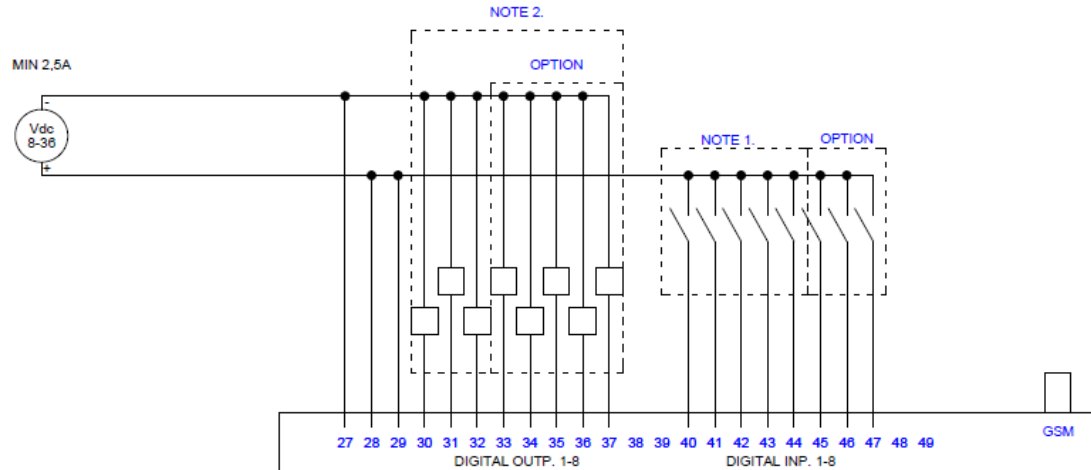 NOTE 2.
MIN 2,5A
OPTION
-
Vdc
8-36
+
NOTE 1.
OPTION
27 28 29 30 31 32 33 34 35 36 37 38 39 40 41 42 43 44 45 46 47 48 49
GSM
DIGITAL OUTP. 1-8
DIGITAL INP. 1-8